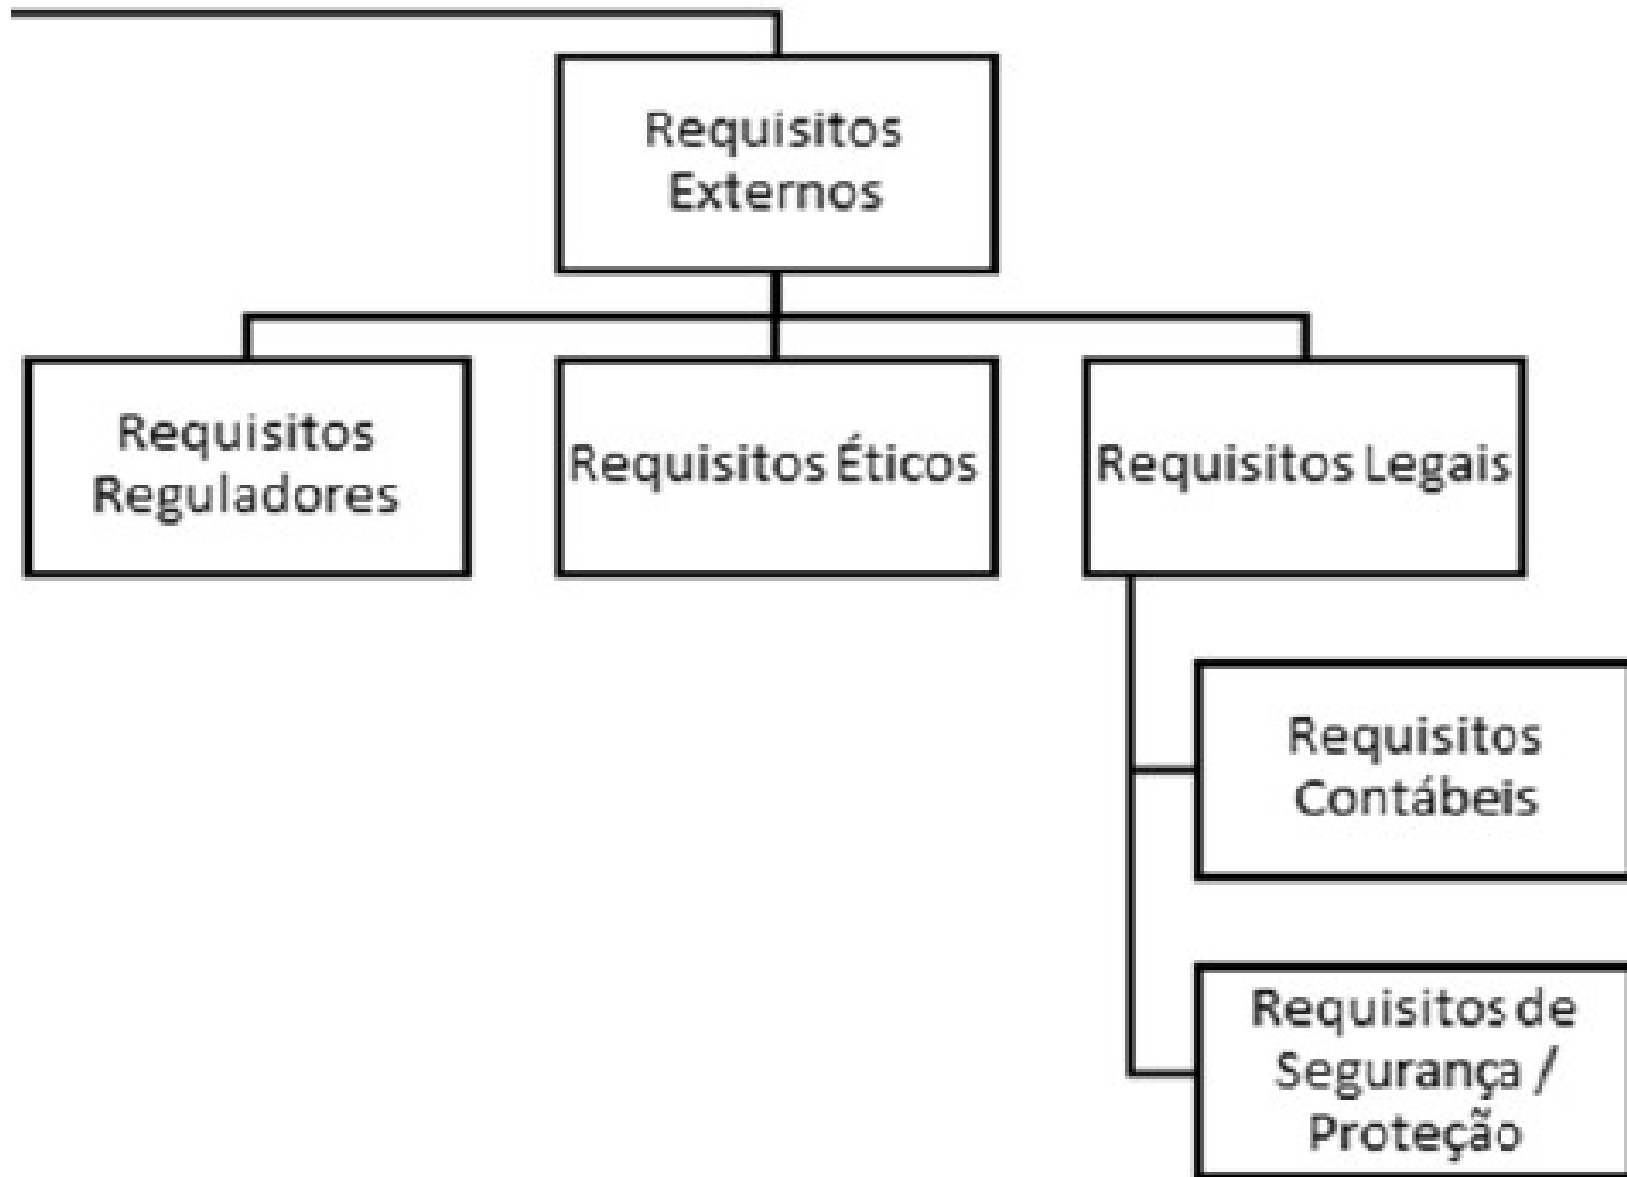 Requisitos
Externos
Requisitos
Reguladores
Requisitos Éticos
Requisitos Legais
Requisitos
Contábeis
Requisitos de
Segurança /
Proteção